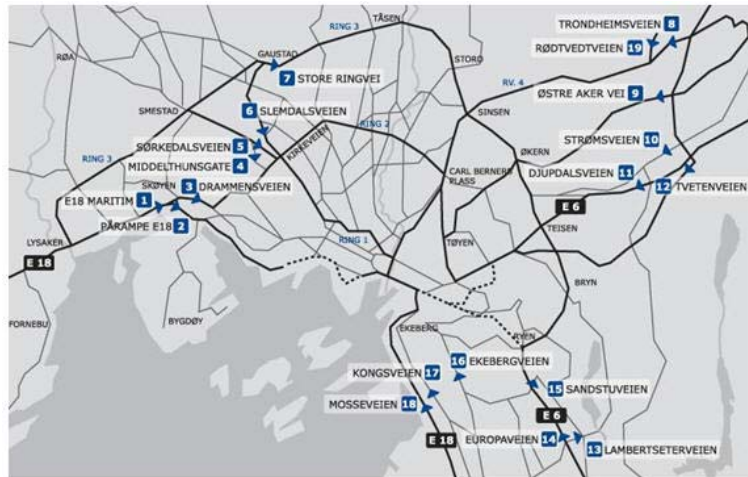 TRONDHEIMSVEIEN 8
RING 3
TÅSEN
RØDTVEDTVEIEN 19
RØA
GAUSTAD
STORO
7 STORE RINGVEI
RV. 4
ØSTRE AKER VEI 9
SMESTAD
6 SLEMDALSVEIEN
SINSEN
RING 2
STRØMSVEIEN 10
SØRKEDALSVEIEN 5
KIRKEVEIEN
ØKERN
RING 3
MIDDELTHUNSGATE 4
CARL BERNERS
PLASS
DJUPDALSVEIEN 11
SKØYEN
3 DRAMMENSVEIEN
12 TVETENVEIEN
E18 MARITIM 1
E 6
PÅRAMPE E18 2
TEISEN
LYSAKER
RING 1
TØYEN
E 18
BRYN
FORNEBU
BYGDØY
EKEBERG
RYEN
16 EKEBERGVEIEN
KONGSVEIEN 17
15 SANDSTUVEIEN
MOSSEVEIEN 18
E 6
E 18
EUROPAVEIEN 14
13 LAMBERTSETERVEIEN